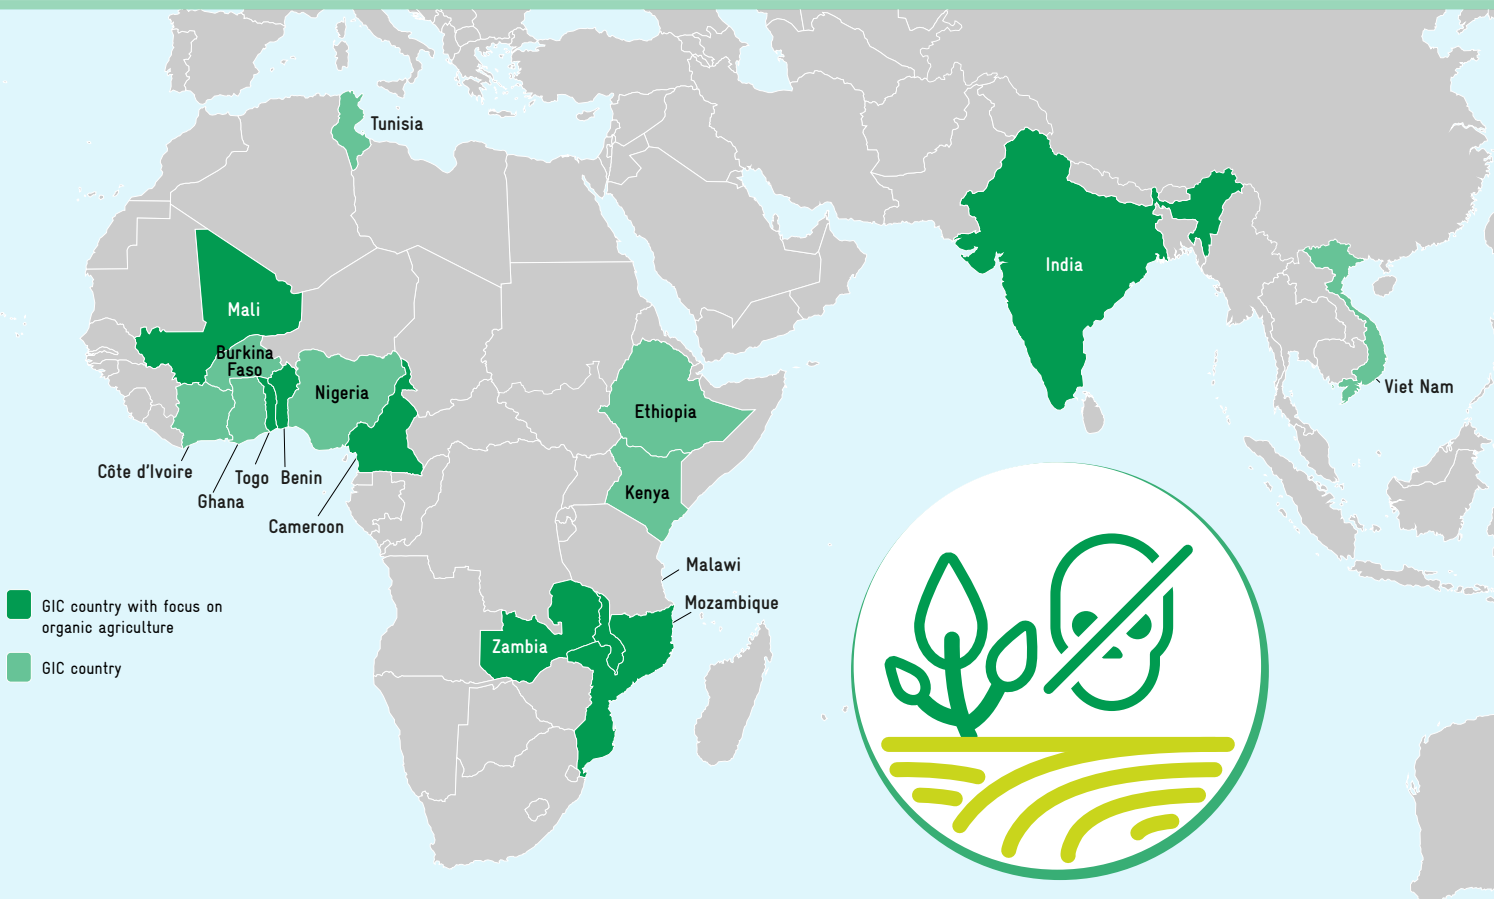 Tunisia
India
Mali
Burkina
Faso
Nigeria
Viet Nam
Ethiopia
Côte d'Ivoire
Togo
Benin
Ghana
Kenya
Cameroon
Malawi
Mozambique
GIC country with focus on
organic agriculture
Zambia
GIC country